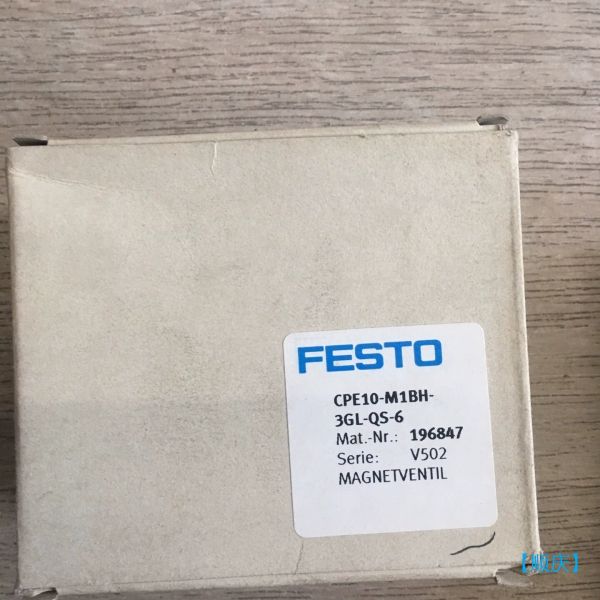 FESTO
CPE10-M1BH-
3GL-QS-6
Mat.-Nr.: 196847
Serie: V502
MAGNETVENTIL